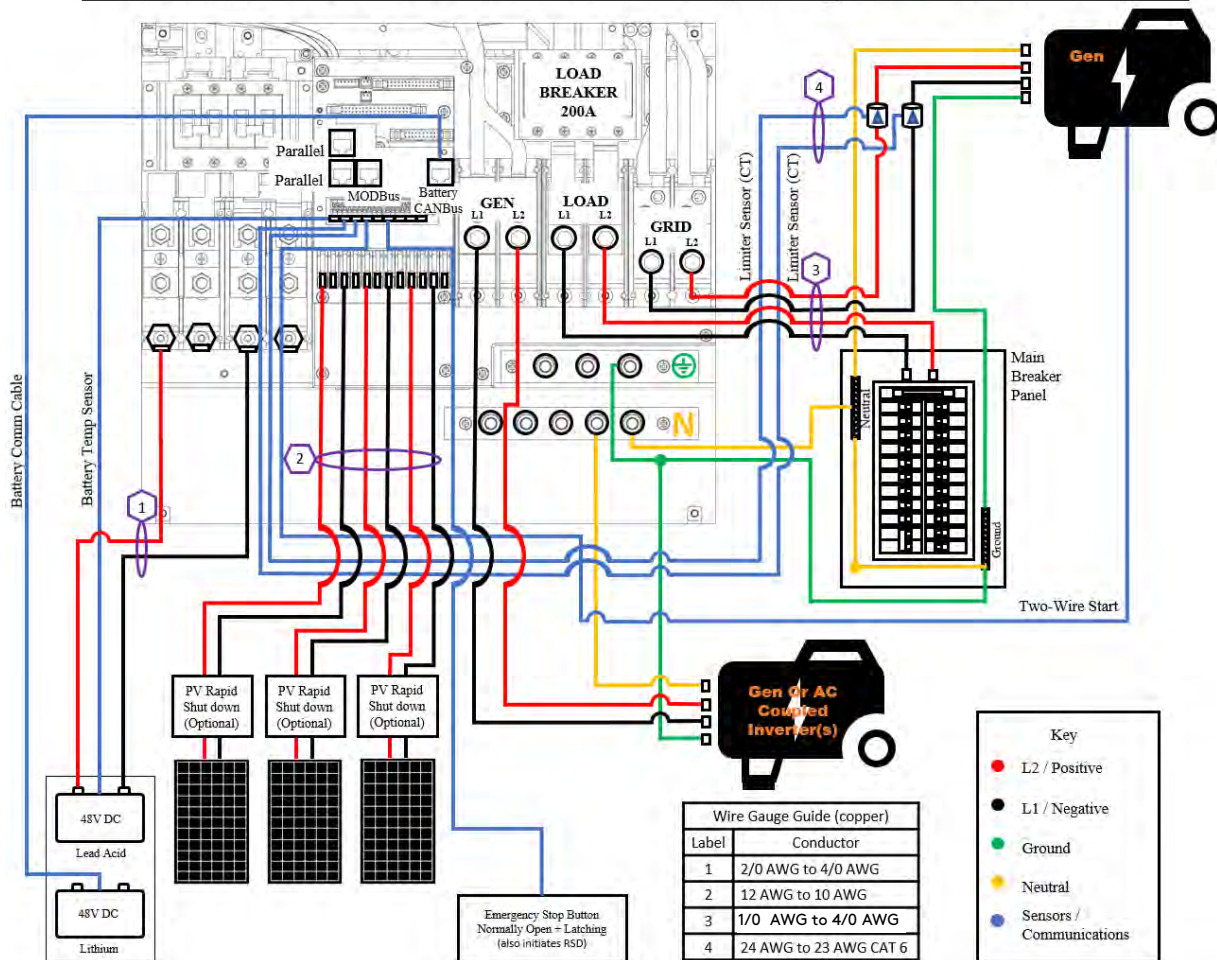 LOAD
BREAKER
200A
Gen
4
Parallel
Parallel
MODBus
Battery
CANBus
GEN
L1 L2
LOAD
L1 L2
GRID
L1 L2
Limiter Sensor (CT)
Limiter Sensor (CT)
3
Main
Breaker
Panel
Neutral
Ground
N
Battery Comm Cable
Battery Temp Sensor
2
1
Two-Wire Start
PV Rapid
Shut down
(Optional)
PV Rapid
Shut down
(Optional)
PV Rapid
Shut down
(Optional)
Gen Or AC
Coupled
Inverter(s)
48V DC
Lead Acid
48V DC
Lithium
Emergency Stop Button
Normally Open + Latching
(also initiates RSD)
Wire Gauge Guide (copper)
Label Conductor
1 2/0 AWG to 4/0 AWG
2 12 AWG to 10 AWG
3 1/0 AWG to 4/0 AWG
4 24 AWG to 23 AWG CAT 6
Key
L2 / Positive
L1 / Negative
Ground
Neutral
Sensors /
Communications